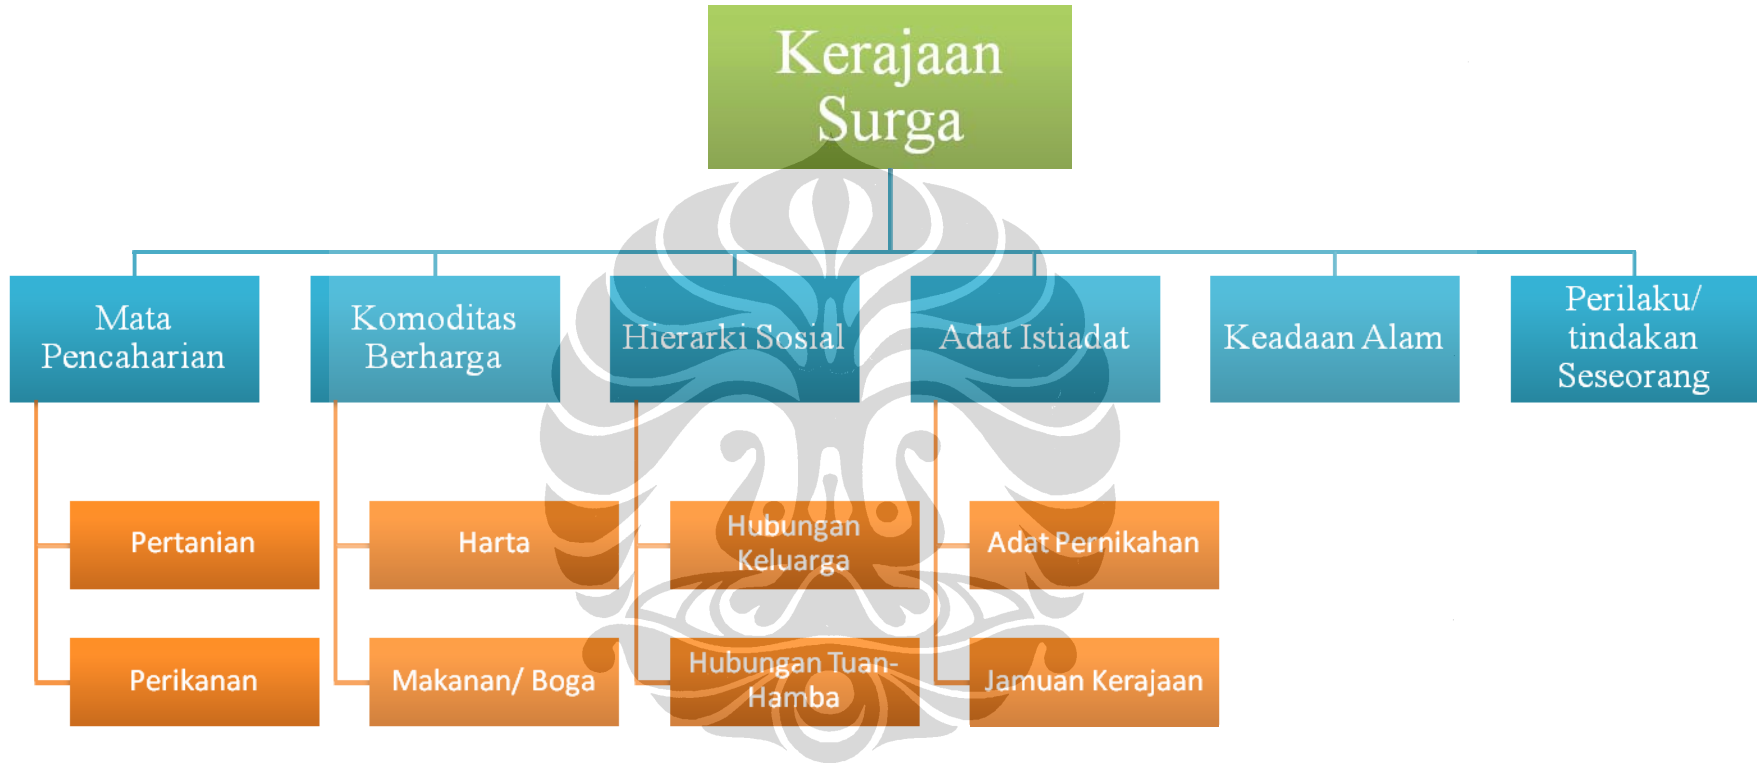 Kerajaan
Surga
Mata
Pencaharian
Komoditas
Berharga
Hierarki Sosial
Adat Istiadat
Keadaan Alam
Perilaku/
tindakan
Seseorang
Pertanian
Harta
Hubungan
Keluarga
Adat Pernikahan
Perikanan
Makanan/ Boga
Hubungan Tuan-
Hamba
Jamuan Kerajaan